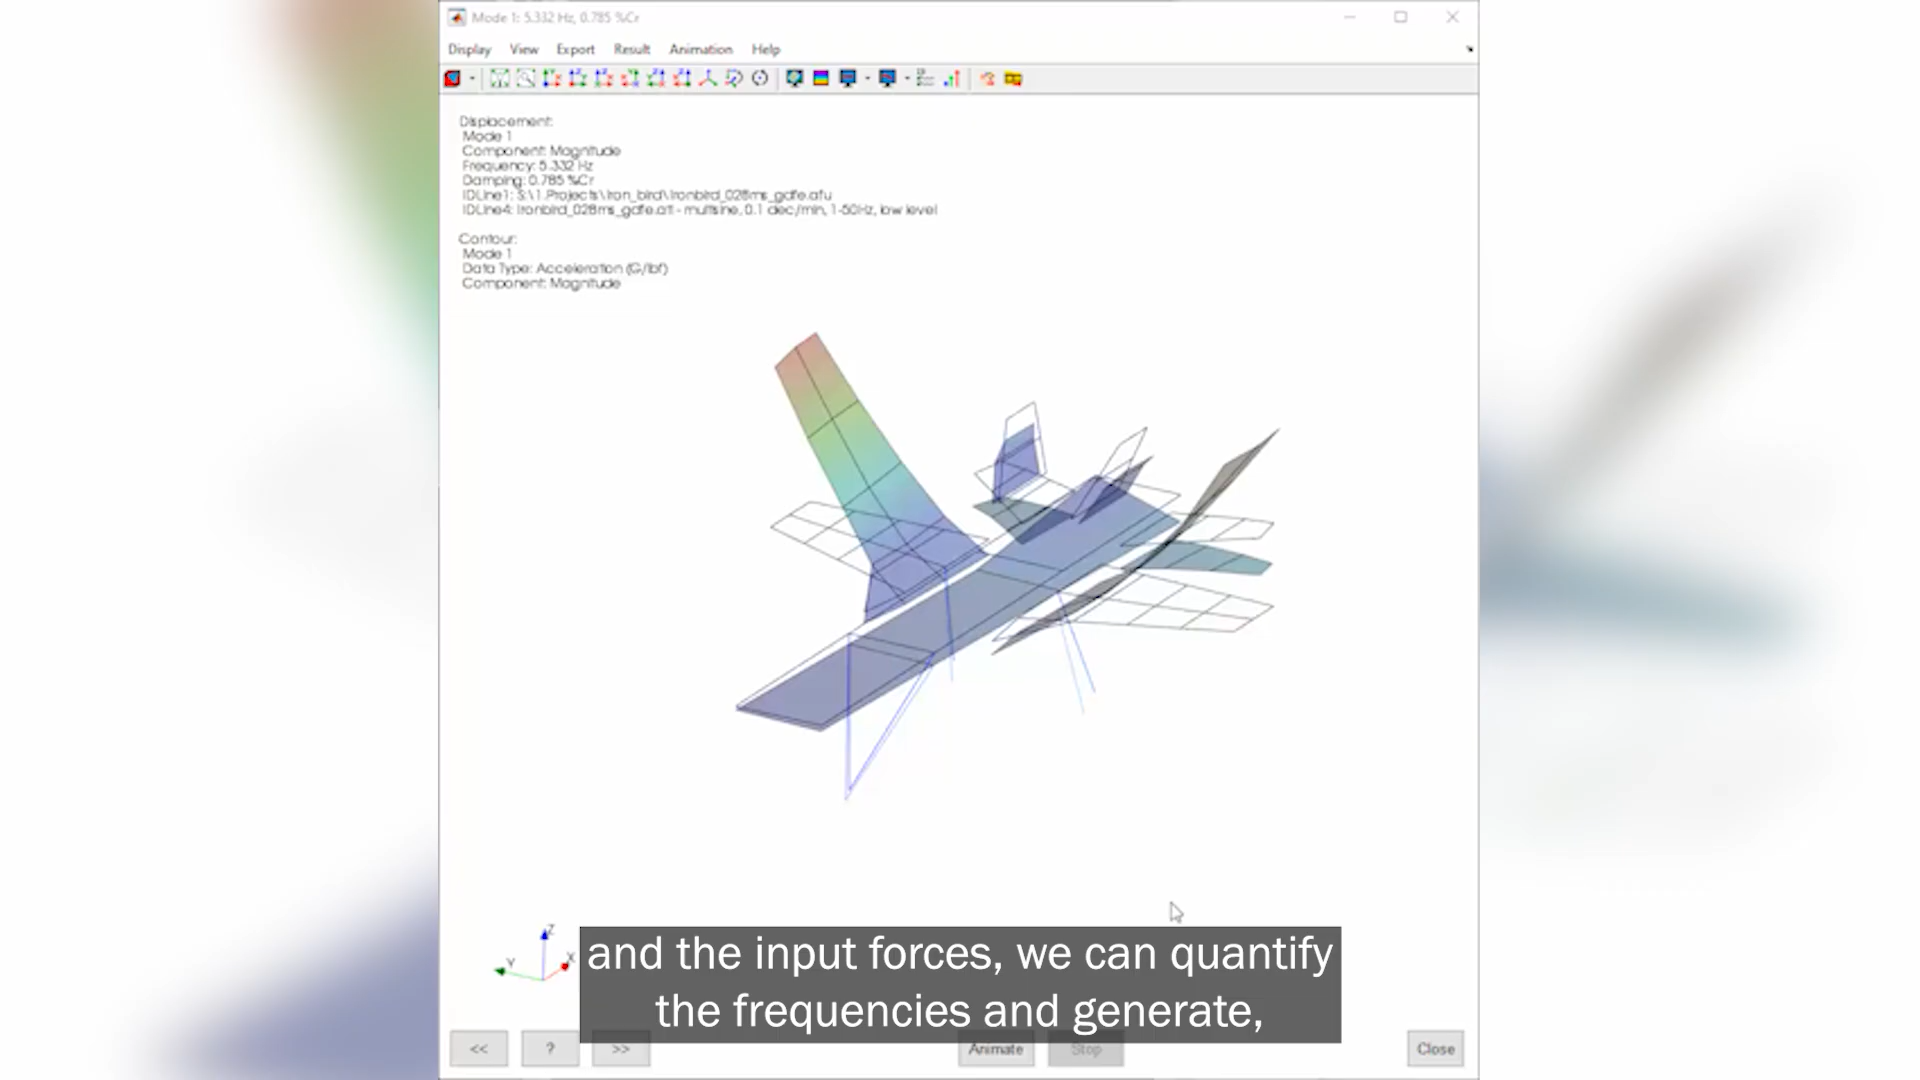 Mode 1: 5.332 Hz, 0.785 %Cr
Display View Export Result Animation Help
Displacement:
Mode 1
Component: Magnitude
Frequency: 5.332 Hz
Damping: 0.785 %Cr
IDLine1: S:\1.Projects\Iron_bird\Ironbird_028ms_gdfe.afu
IDLine4: Ironbird_028ms_gdfe.ati - multisine, 0.1 dec/min, 1-50Hz, low level
Contour:
Mode 1
Data Type: Acceleration (G/lbf)
Component: Magnitude
Z
Y
X
and the input forces, we can quantify
the frequencies and generate,
<< ? >> Animate Stop Close